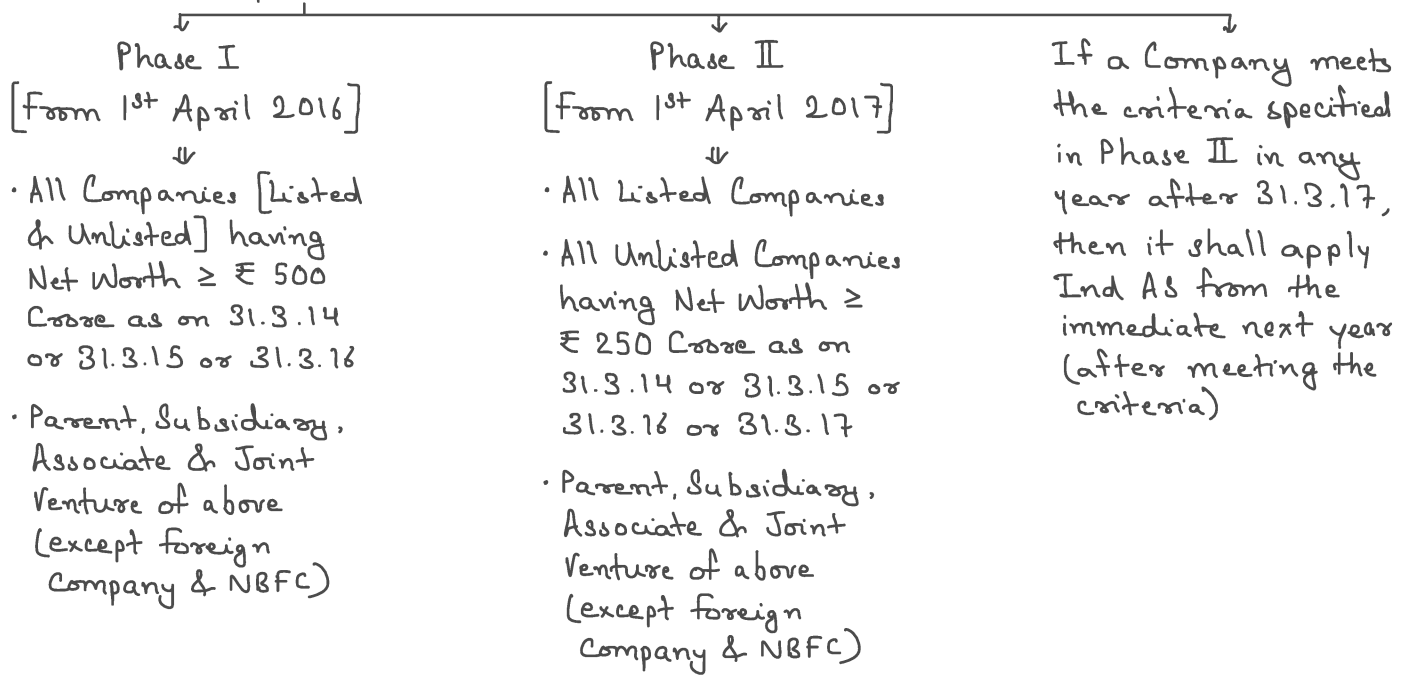 Phase I
[From 1st April 2016]
• All Companies [Listed
& Unlisted] having
Net Worth ≥ ₹ 500
Crore as on 31.3.14
or 31.3.15 or 31.3.16
• Parent, Subsidiary,
Associate & Joint
Venture of above
(except foreign
Company & NBFC)
Phase II
[From 1st April 2017]
• All Listed Companies
• All Unlisted Companies
having Net Worth ≥
₹ 250 Crore as on
31.3.14 or 31.3.15 or
31.3.16 or 31.3.17
• Parent, Subsidiary,
Associate & Joint
Venture of above
(except foreign
Company & NBFC)
If a Company meets
the criteria specified
in Phase II in any
year after 31.3.17,
then it shall apply
Ind AS from the
immediate next year
(after meeting the
criteria)